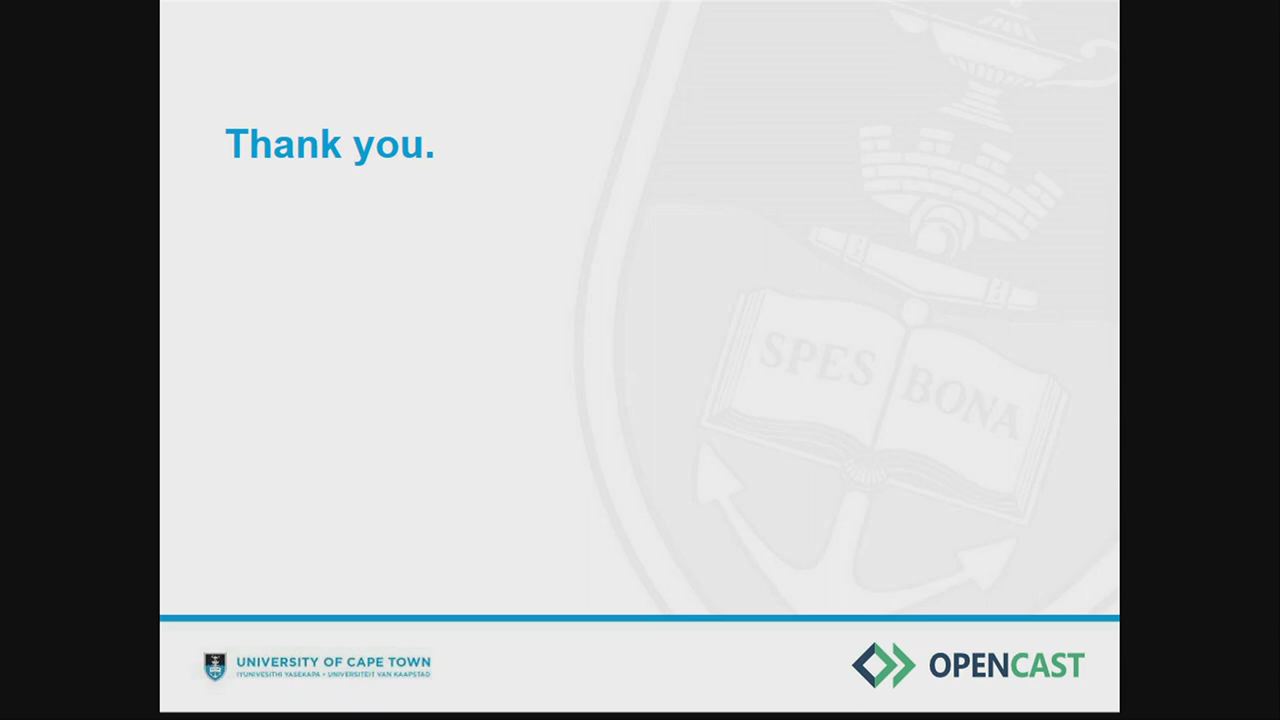 Thank you.
SPES BONA
UNIVERSITY OF CAPE TOWN
IYUNIVESITHI YASEKAPA • UNIVERSITEIT VAN KAAPSTAD
OPENCAST